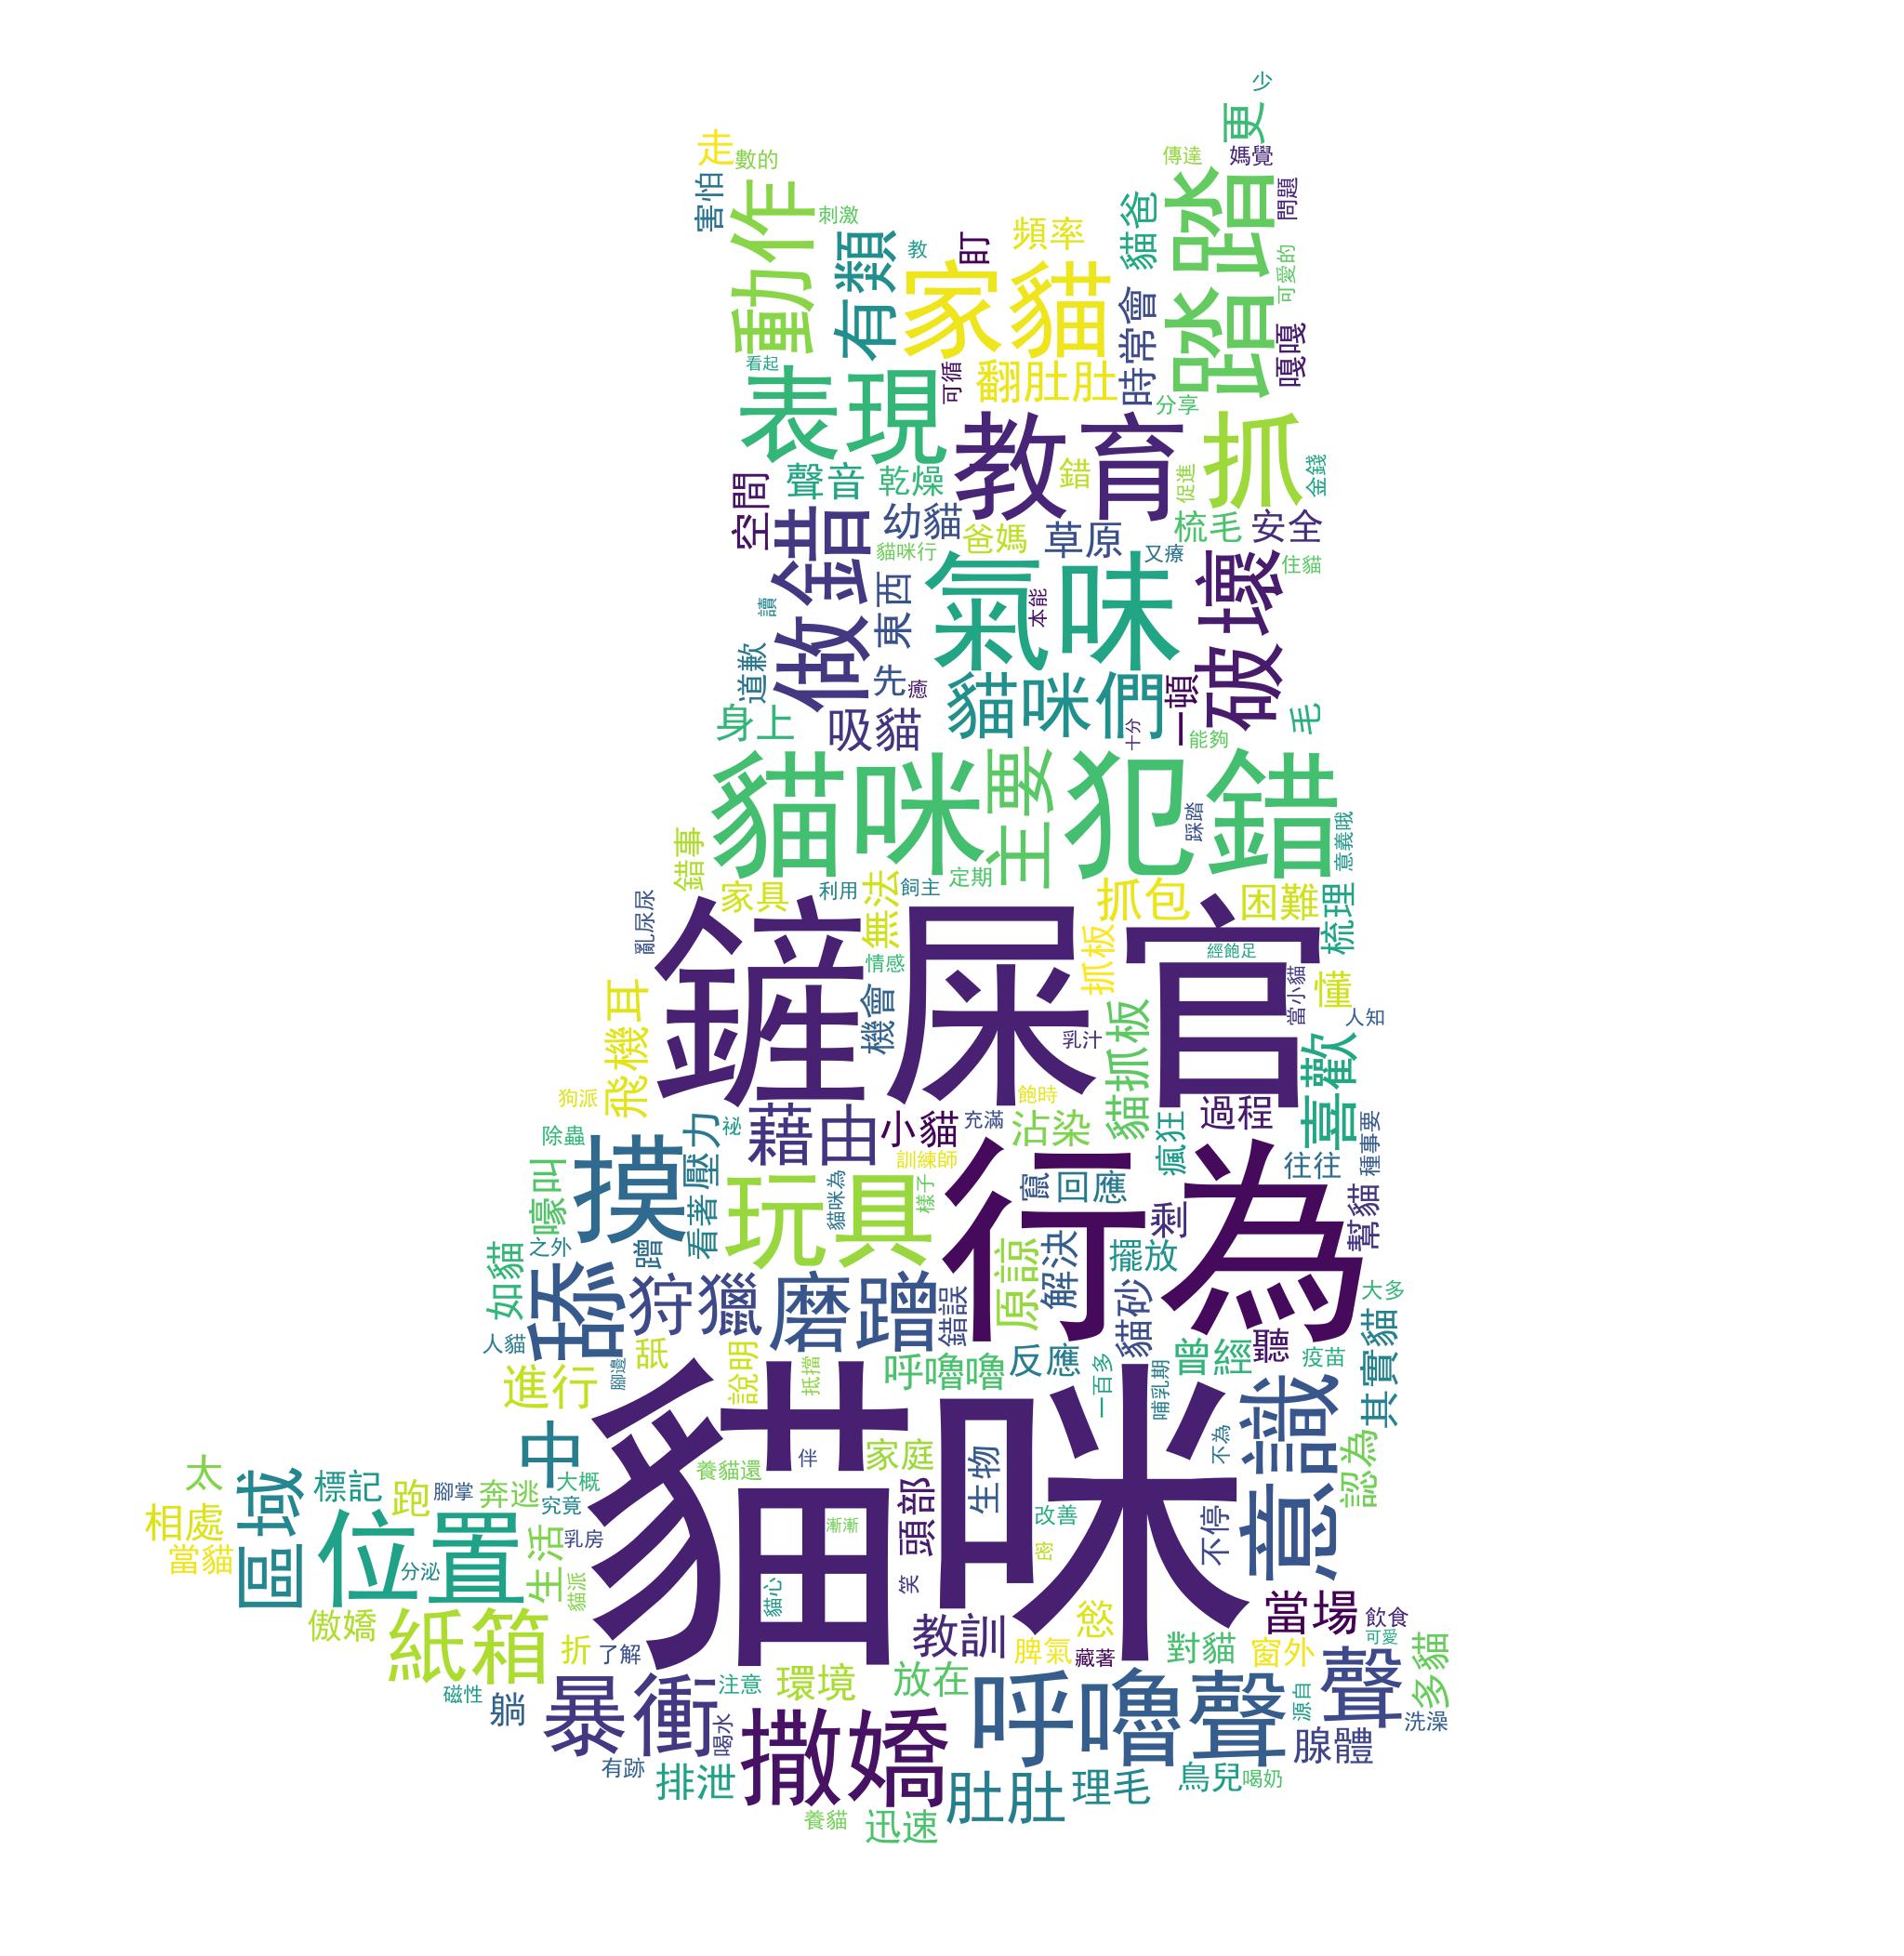 少
更
走
數的
傳達
媽覺
害怕
動作
刺激
有類
教
盯
頻率
貓爸
踏踏
問題
可愛的
家貓
時常會
嘎嘎
看起
表現
可循
翻肚肚
分享
教育
抓
金錢
聲音
乾燥
錯
促進
空間
做錯
幼貓
爸媽
草原
梳毛
安全
貓咪行
又療
住貓
破壞
氣味
本能
東西
讀
道歉
先
癒
貓咪們
一頓
毛
身上
吸貓
十分
能夠
貓咪
主要
犯錯
踩踏
意義哦
錯事
家具
利用
無法
飼主
定期
抓包
困難
梳理
亂尿尿
鏟屎官
情感
抓板
經飽足
當小貓
懂
人知
飛機耳
機會
乳汁
貓抓板
喜歡
狗派
飽時
過程
除蟲
壓力
祕
藉由
小貓
充滿
沾染
瘋狂
往往
種事要
嚎叫
摸
看著
玩具
貓咪為
訓練師
樣子
行為
竄
回應
剩
幫貓
之外
蹭
原諒
解決
擺放
如貓
舔
狩獵
磨蹭
錯誤
貓砂
大多
其實貓
人貓
舐
說明
抵擋
呼嚕嚕
反應
一百多
哺乳期
曾經
聽
疫苗
進行
腳邊
貓咪
意識
中
伴
家庭
生物
不為
認為
太
區域
標記
跑
腳掌
奔逃
大概
究竟
養貓還
頭部
改善
不停
相處
當貓
位置
分泌
生活
乳房
漸漸
密
貓派
貓心
笑
傲嬌
紙箱
折
了解
教訓
慾
當場
飲食
可愛
脾氣
藏著
對貓
窗外
多貓
磁性
躺
暴衝
注意
環境
放在
呼嚕聲
源自
聲
洗澡
喝水
撒嬌
腺體
有跡
排泄
肚肚
理毛
鳥兒
喝奶
養貓
迅速